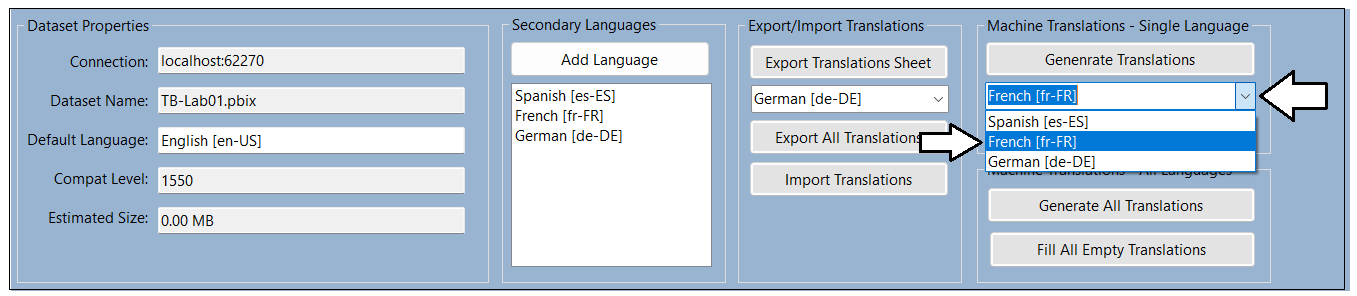 Dataset Properties
Connection: localhost:62270
Dataset Name: TB-Lab01.pbix
Default Language: English [en-US]
Compat Level: 1550
Estimated Size: 0.00 MB
Secondary Languages
Add Language
Spanish [es-ES]
French [fr-FR]
German [de-DE]
Export/Import Translations
Export Translations Sheet
German [de-DE]
Export All Translations
Import Translations
Machine Translations - Single Language
Genenrate Translations
French [fr-FR]
Spanish [es-ES]
French [fr-FR]
German [de-DE]
Machine Translations - All Languages
Generate All Translations
Fill All Empty Translations